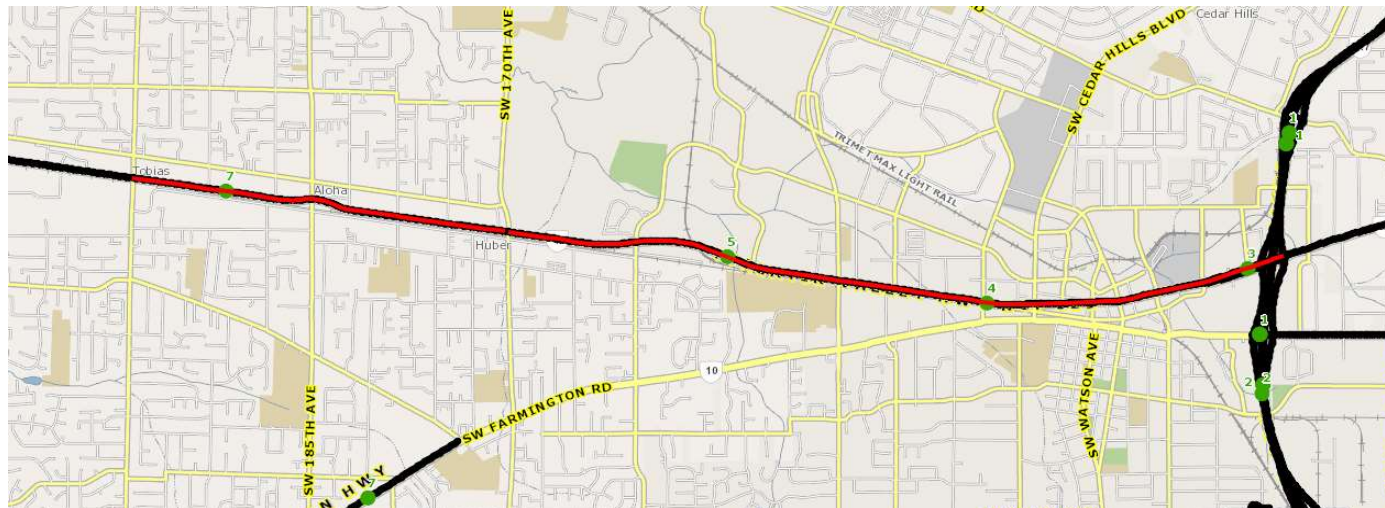 Cedar Hills
SW CEDAR HILLS BLVD
SW 170TH AVE
1
1
TRIMET MAX LIGHT RAIL
Tobias
7
Aloha
Huber
5
3
4
1
10
2
2
SW FARMINGTON RD
SW WATSON AVE
SW 185TH AVE
N HWY